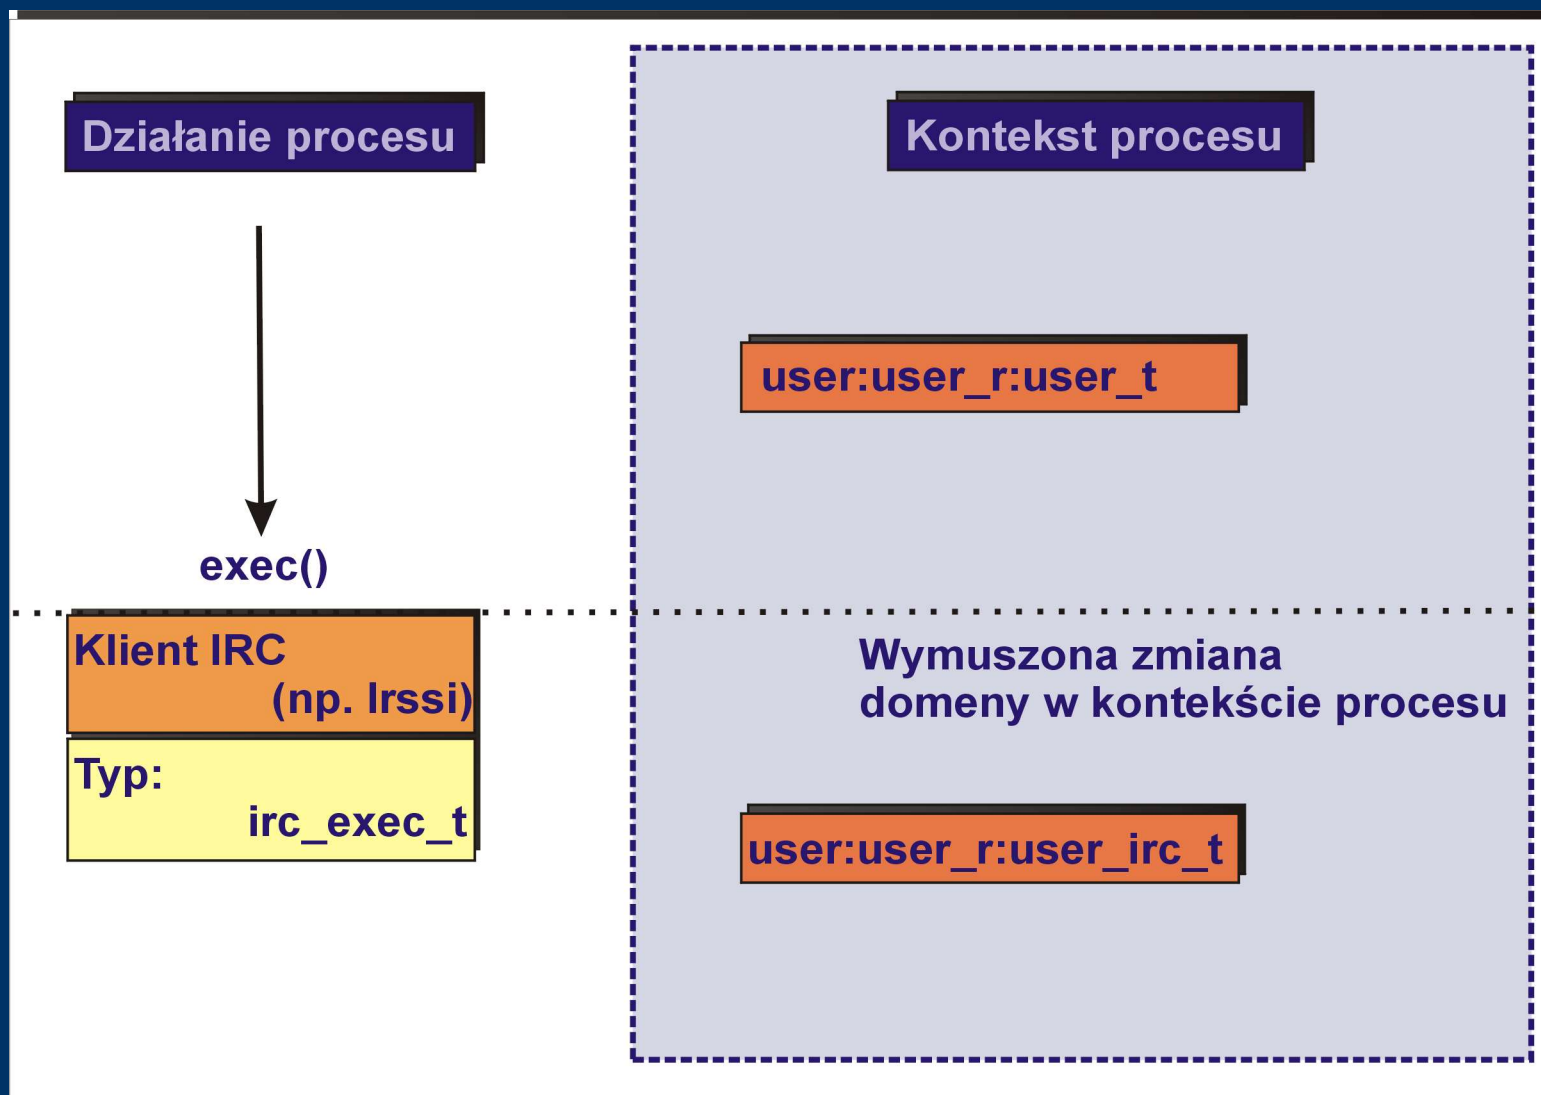 Działanie procesu
Kontekst procesu
user:user_r:user_t
exec()
Klient IRC
(np. Irssi)
Wymuszona zmiana
domeny w kontekście procesu
Typ:
irc_exec_t
user:user_r:user_irc_t